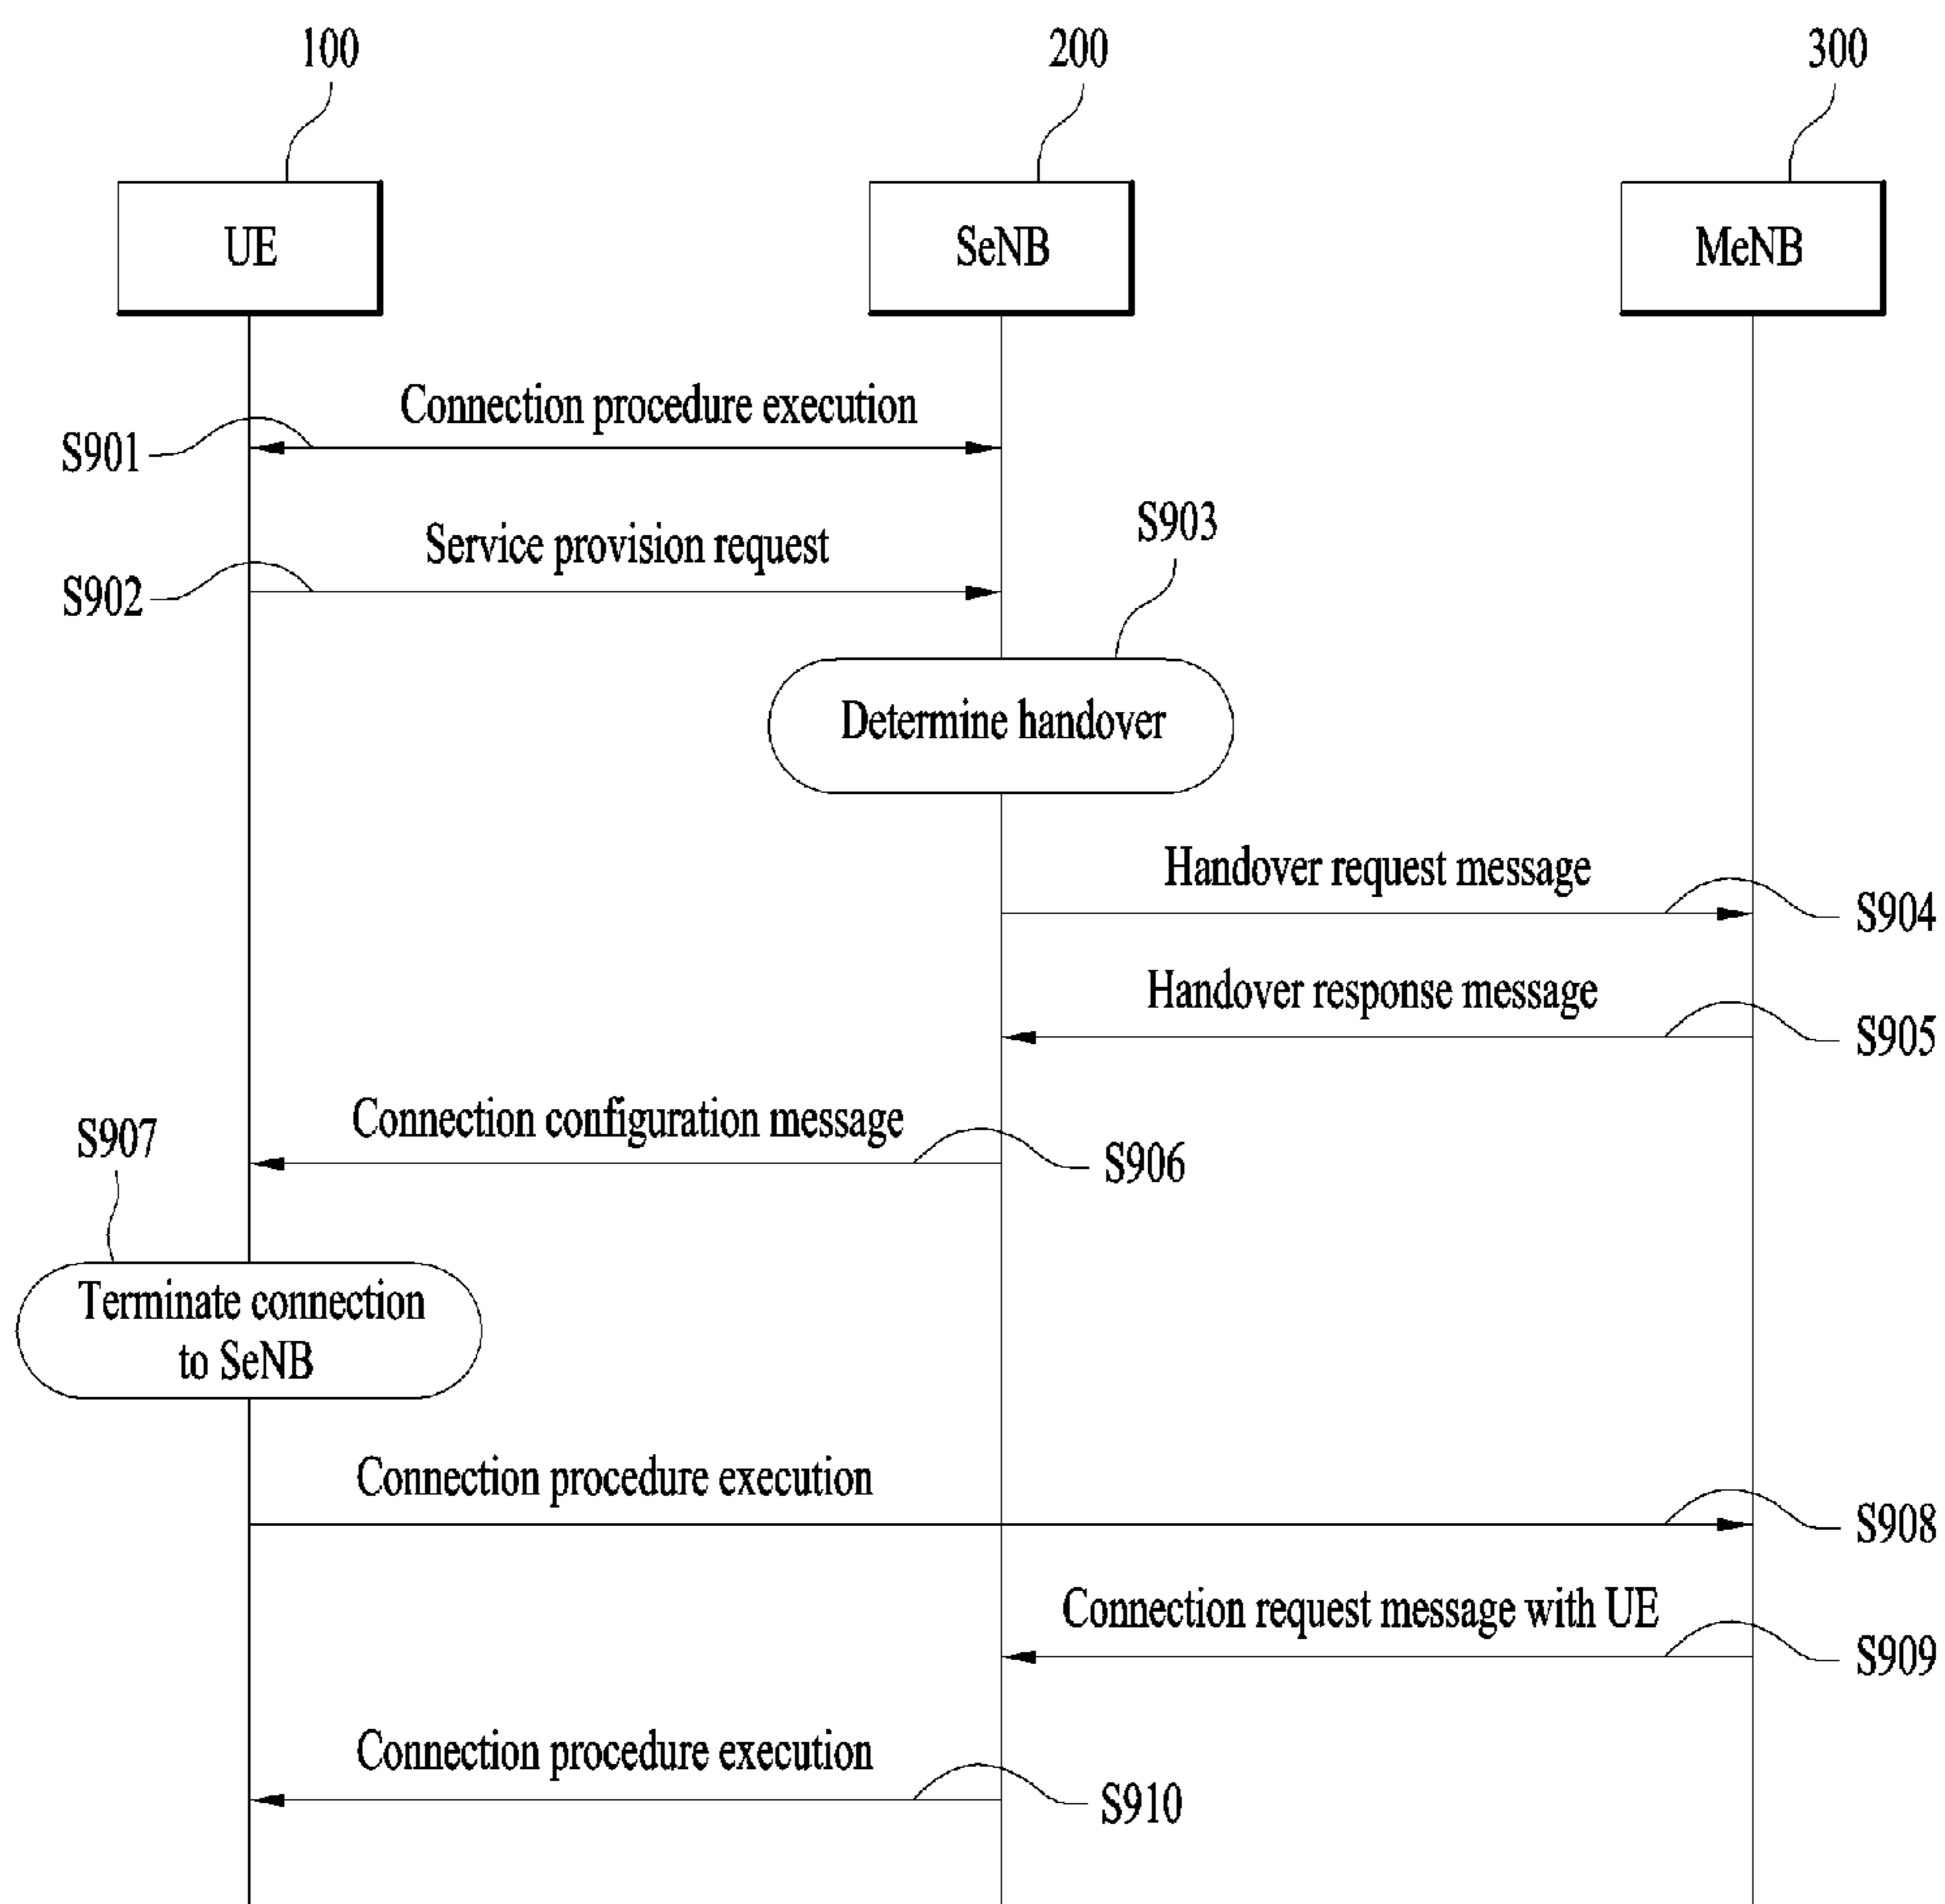 100
200
300
UE
SeNB
MeNB
Connection procedure execution
S901
S903
Service provision request
S902
Determine handover
Handover request message
S904
Handover response message
S905
Connection configuration message
S906
S907
Terminate connection
to SeNB
Connection procedure execution
S908
Connection request message with UE
S909
Connection procedure execution
S910